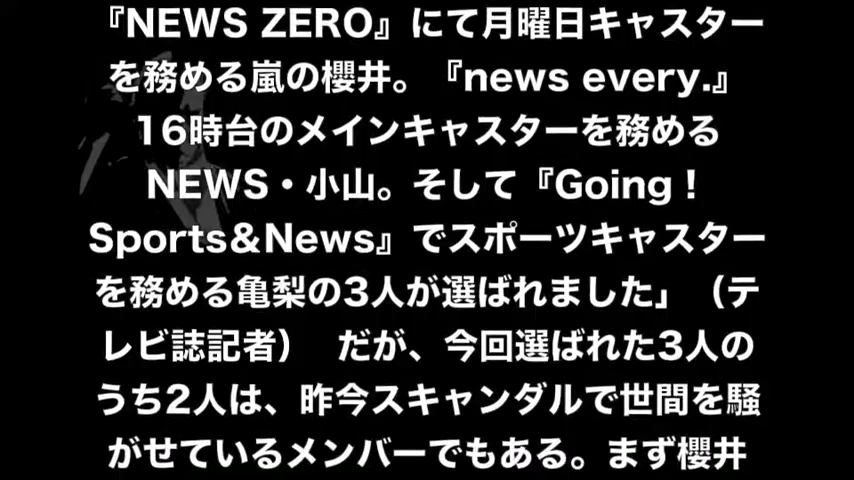 『NEWS ZERO』にて月曜日キャスター
を務める嵐の櫻井。『news every.』
16時台のメインキャスターを務める
NEWS・小山。そして『Going！
Sports&News』でスポーツキャスター
を務める亀梨の3人が選ばれました」（テ
レビ誌記者）　だが、今回選ばれた3人の
うち2人は、昨今スキャンダルで世間を騒
がせているメンバーでもある。まず櫻井